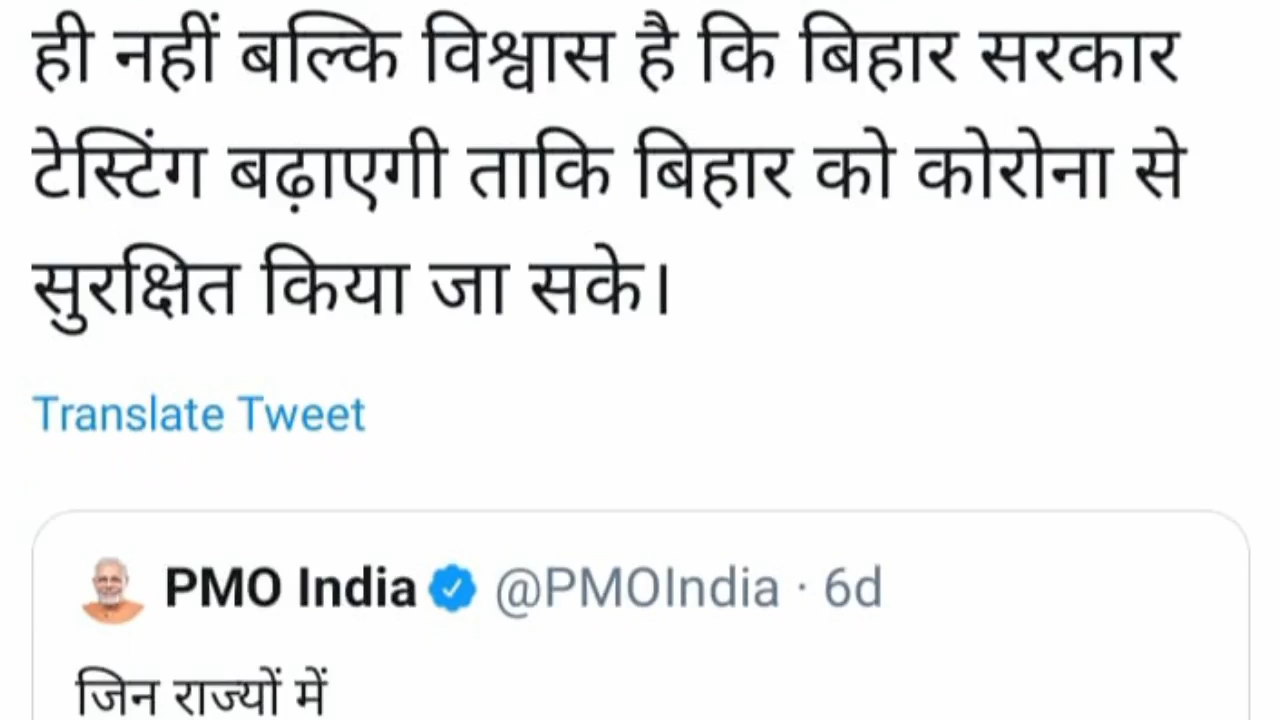 ही नहीं बल्कि विश्वास है कि बिहार सरकार
टेस्टिंग बढ़ाएगी ताकि बिहार को कोरोना से
सुरक्षित किया जा सके।
Translate Tweet
PMO India @PMOIndia · 6d
जिन राज्यों में